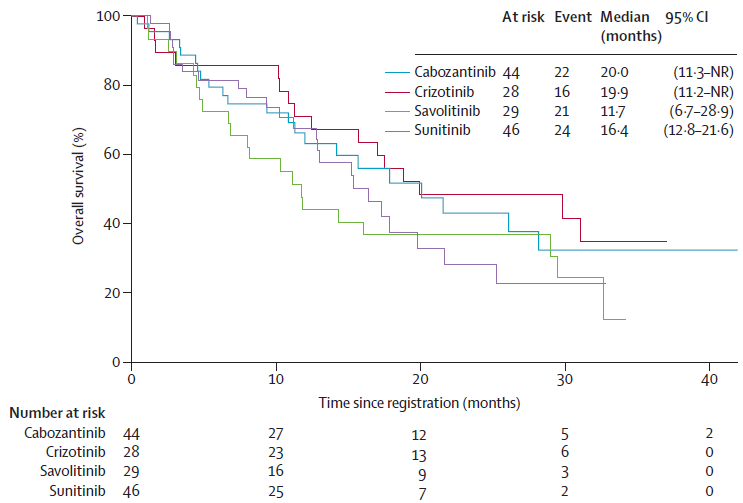 At risk Event Median 95% CI
(months)
Cabozantinib 44 22 20·0 (11·3–NR)
Crizotinib 28 16 19·9 (11·2–NR)
Savolitinib 29 21 11·7 (6·7–28·9)
Sunitinib 46 24 16·4 (12·8–21·6)
Overall survival (%)
100
80
60
40
20
0
0 10 20 30 40
Time since registration (months)
Number at risk
Cabozantinib 44 27 12 5 2
Crizotinib 28 23 13 6 0
Savolitinib 29 16 9 3 0
Sunitinib 46 25 7 2 0